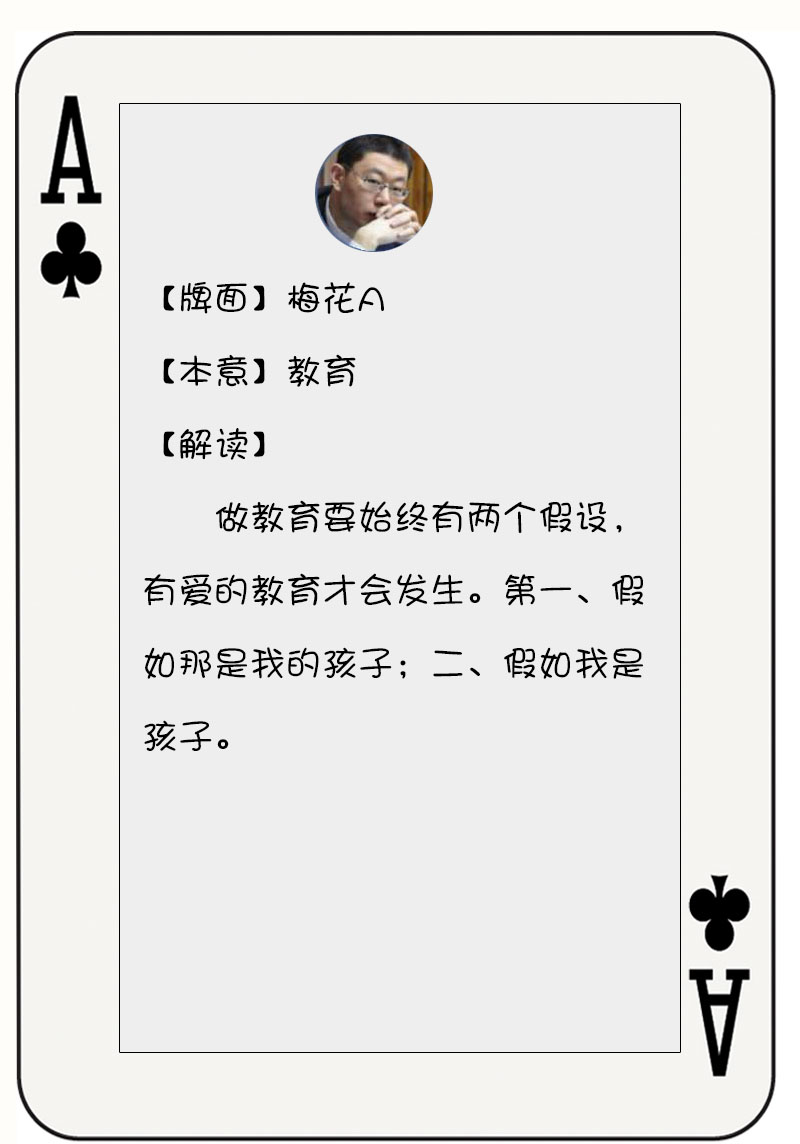 A
【牌面】梅花A
【本意】教育
【解读】
做教育要始终有两个假设，
有爱的教育才会发生。第一、假
如那是我的孩子；二、假如我是
孩子。
A